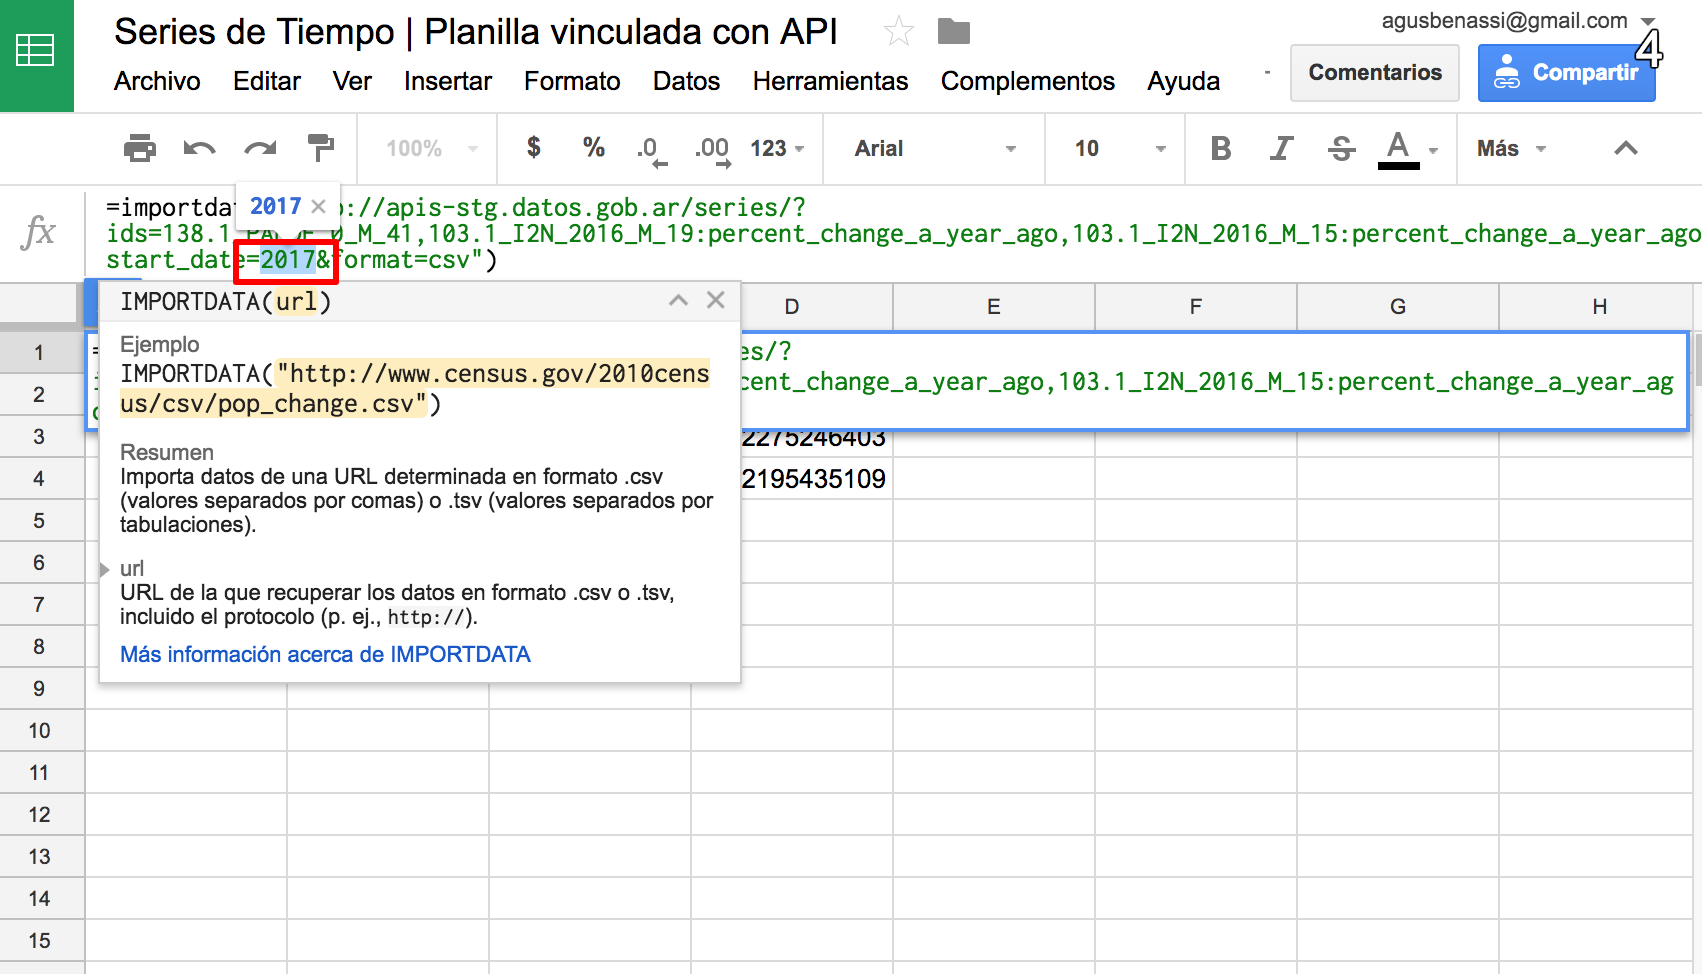 Series de Tiempo | Planilla vinculada con API
agusbenassi@gmail.com
4
Archivo Editar Ver Insertar Formato Datos Herramientas Complementos Ayuda
Comentarios
Compartir
100% $ % .0 .00 123 Arial 10 B I S A Más
2017
fx
=importda p://apis-stg.datos.gob.ar/series/?
ids=138.1 0_M_41,103.1_I2N_2016_M_19:percent_change_a_year_ago,103.1_I2N_2016_M_15:percent_change_a_year_ago
start_date=2017&format=csv")
IMPORTDATA(url)
D E F G H
Ejemplo
IMPORTDATA("http://www.census.gov/2010cens
us/csv/pop_change.csv")
Resumen
Importa datos de una URL determinada en formato .csv
(valores separados por comas) o .tsv (valores separados por
tabulaciones).
url
URL de la que recuperar los datos en formato .csv o .tsv,
incluido el protocolo (p. ej., http://).
Más información acerca de IMPORTDATA
1 = es/?
2 cent_change_a_year_ago,103.1_I2N_2016_M_15:percent_change_a_year_ag
3 2275246403
4 2195435109
5
6
7
8
9
10
11
12
13
14
15